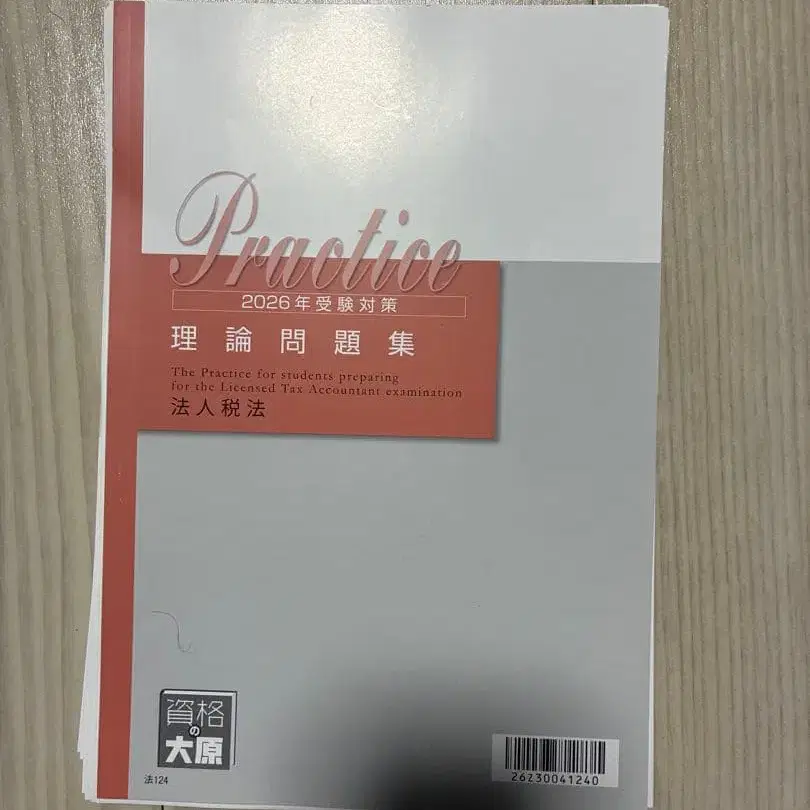 Practice
2026年受験対策
理論問題集
The Practice for students preparing
for the Licensed Tax Accountant examination
法人税法
資格
の
大原
法124
26230041240